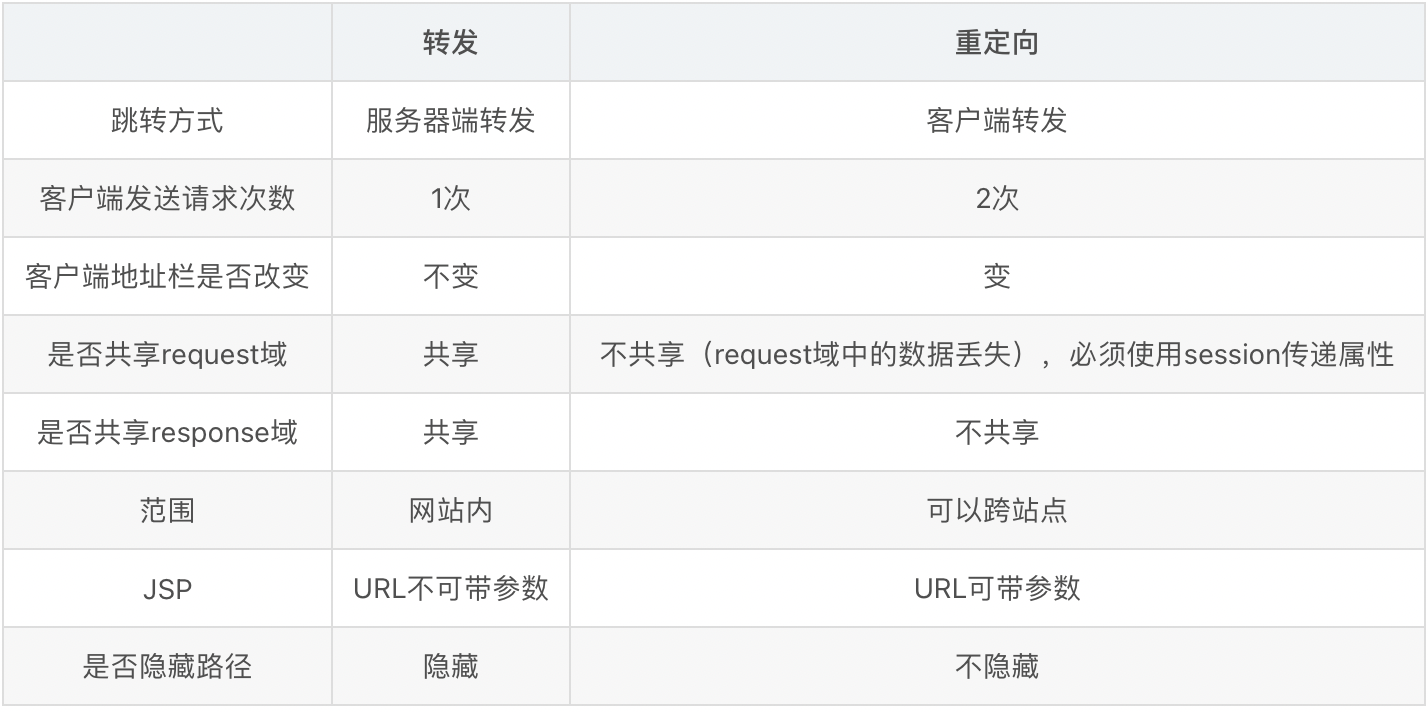 转发 重定向
跳转方式 服务器端转发 客户端转发
客户端发送请求次数 1次 2次
客户端地址栏是否改变 不变 变
是否共享request域 共享 不共享（request域中的数据丢失），必须使用session传递属性
是否共享response域 共享 不共享
范围 网站内 可以跨站点
JSP URL不可带参数 URL可带参数
是否隐藏路径 隐藏 不隐藏